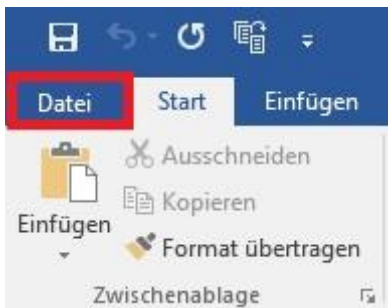 Datei Start Einfügen
Ausschneiden
Kopieren
Einfügen
Format übertragen
Zwischenablage